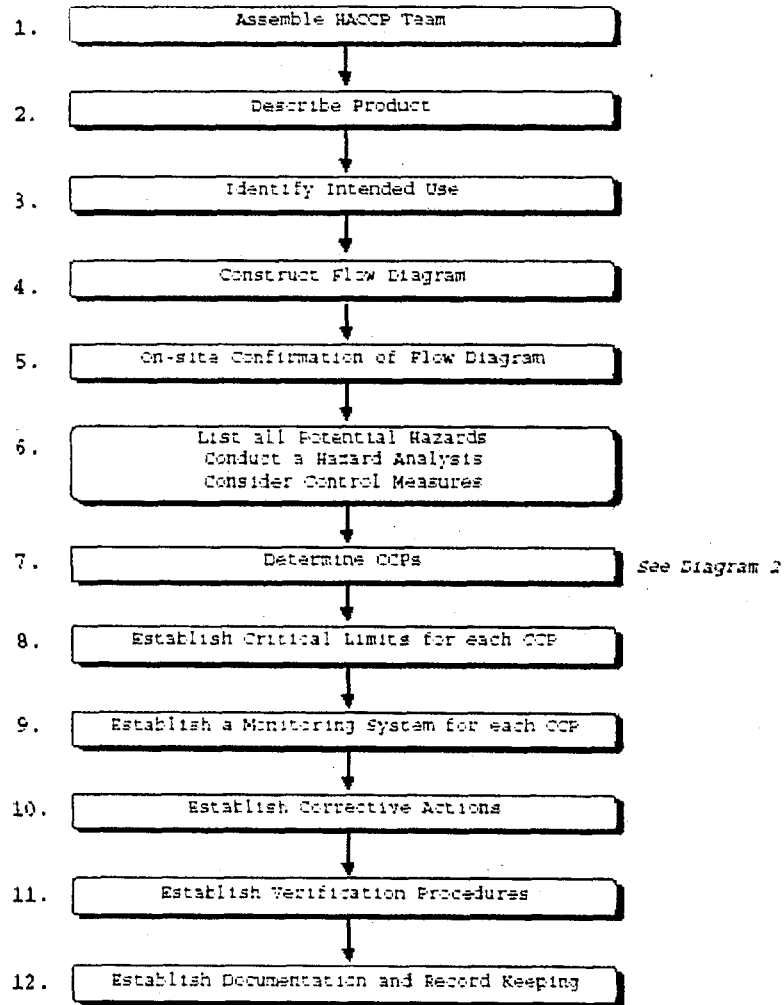 1. Assemble HACCP Team
2. Describe Product
3. Identify Intended Use
4. Construct Flow Diagram
5. On-site Confirmation of Flow Diagram
6. List all Potential Hazards
Conduct a Hazard Analysis
Consider Control Measures
7. Determine CCPs See Diagram 2
8. Establish Critical Limits for each CCP
9. Establish a Monitoring System for each CCP
10. Establish Corrective Actions
11. Establish Verification Procedures
12. Establish Documentation and Record Keeping